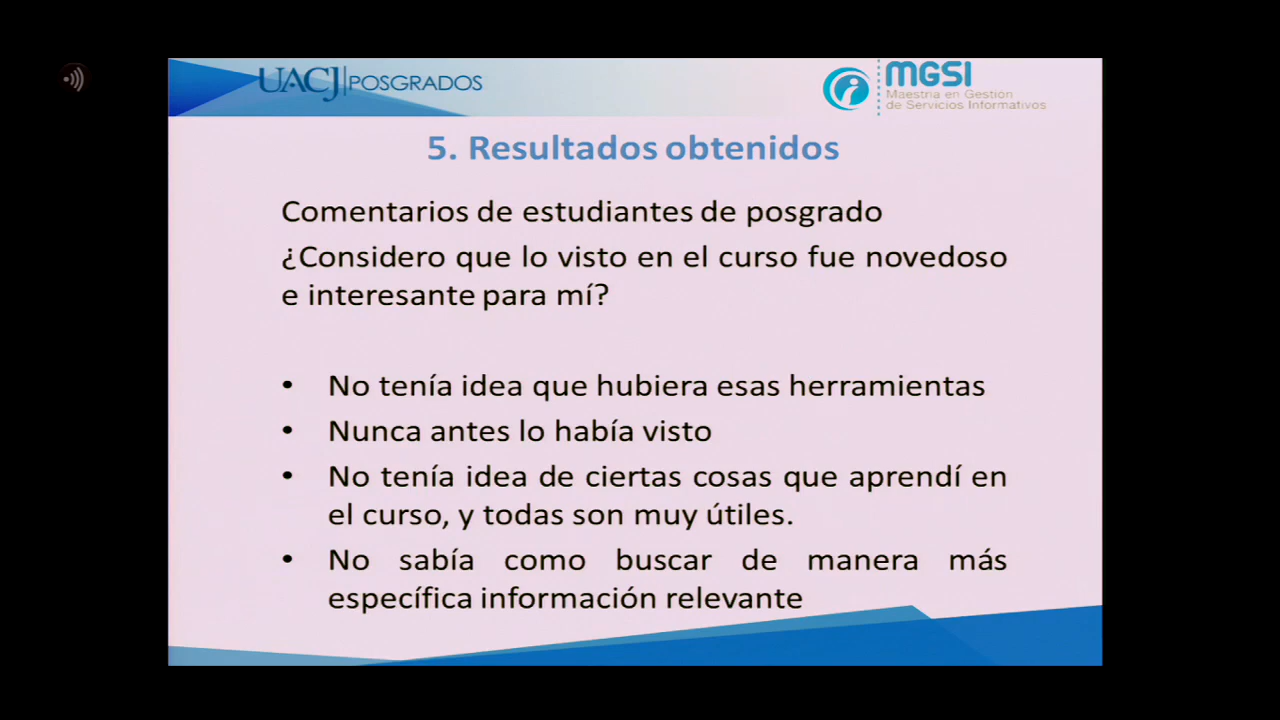 UACJ POSGRADOS
MGSI
Maestría en Gestión
de Servicios Informativos
5. Resultados obtenidos
Comentarios de estudiantes de posgrado
¿Considero que lo visto en el curso fue novedoso
e interesante para mí?
• No tenía idea que hubiera esas herramientas
• Nunca antes lo había visto
• No tenía idea de ciertas cosas que aprendí en
el curso, y todas son muy útiles.
• No sabía como buscar de manera más
específica información relevante